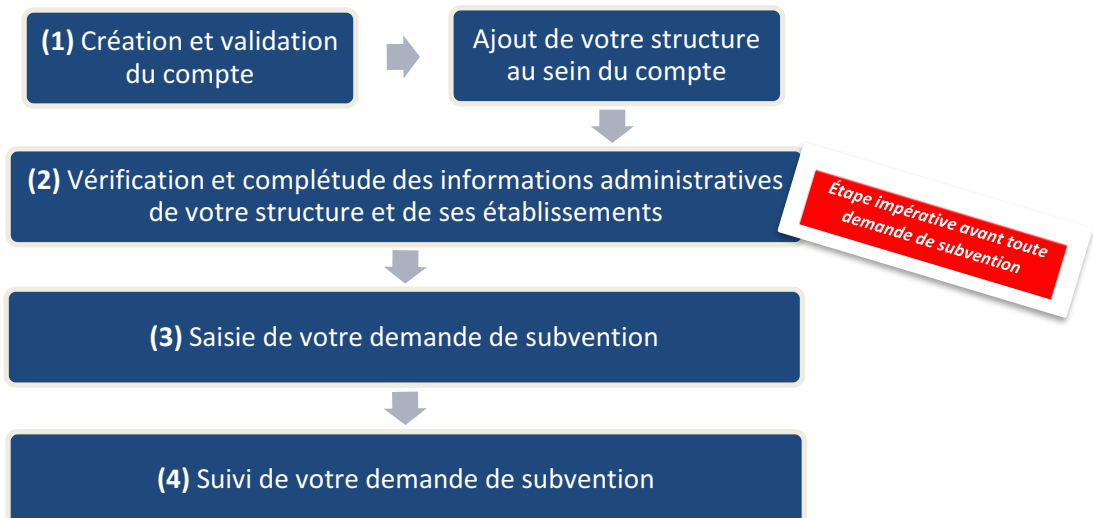 (1) Création et validation
du compte
Ajout de votre structure
au sein du compte
(2) Vérification et complétude des informations administratives
de votre structure et de ses établissements
Étape impérative avant toute
demande de subvention
(3) Saisie de votre demande de subvention
(4) Suivi de votre demande de subvention